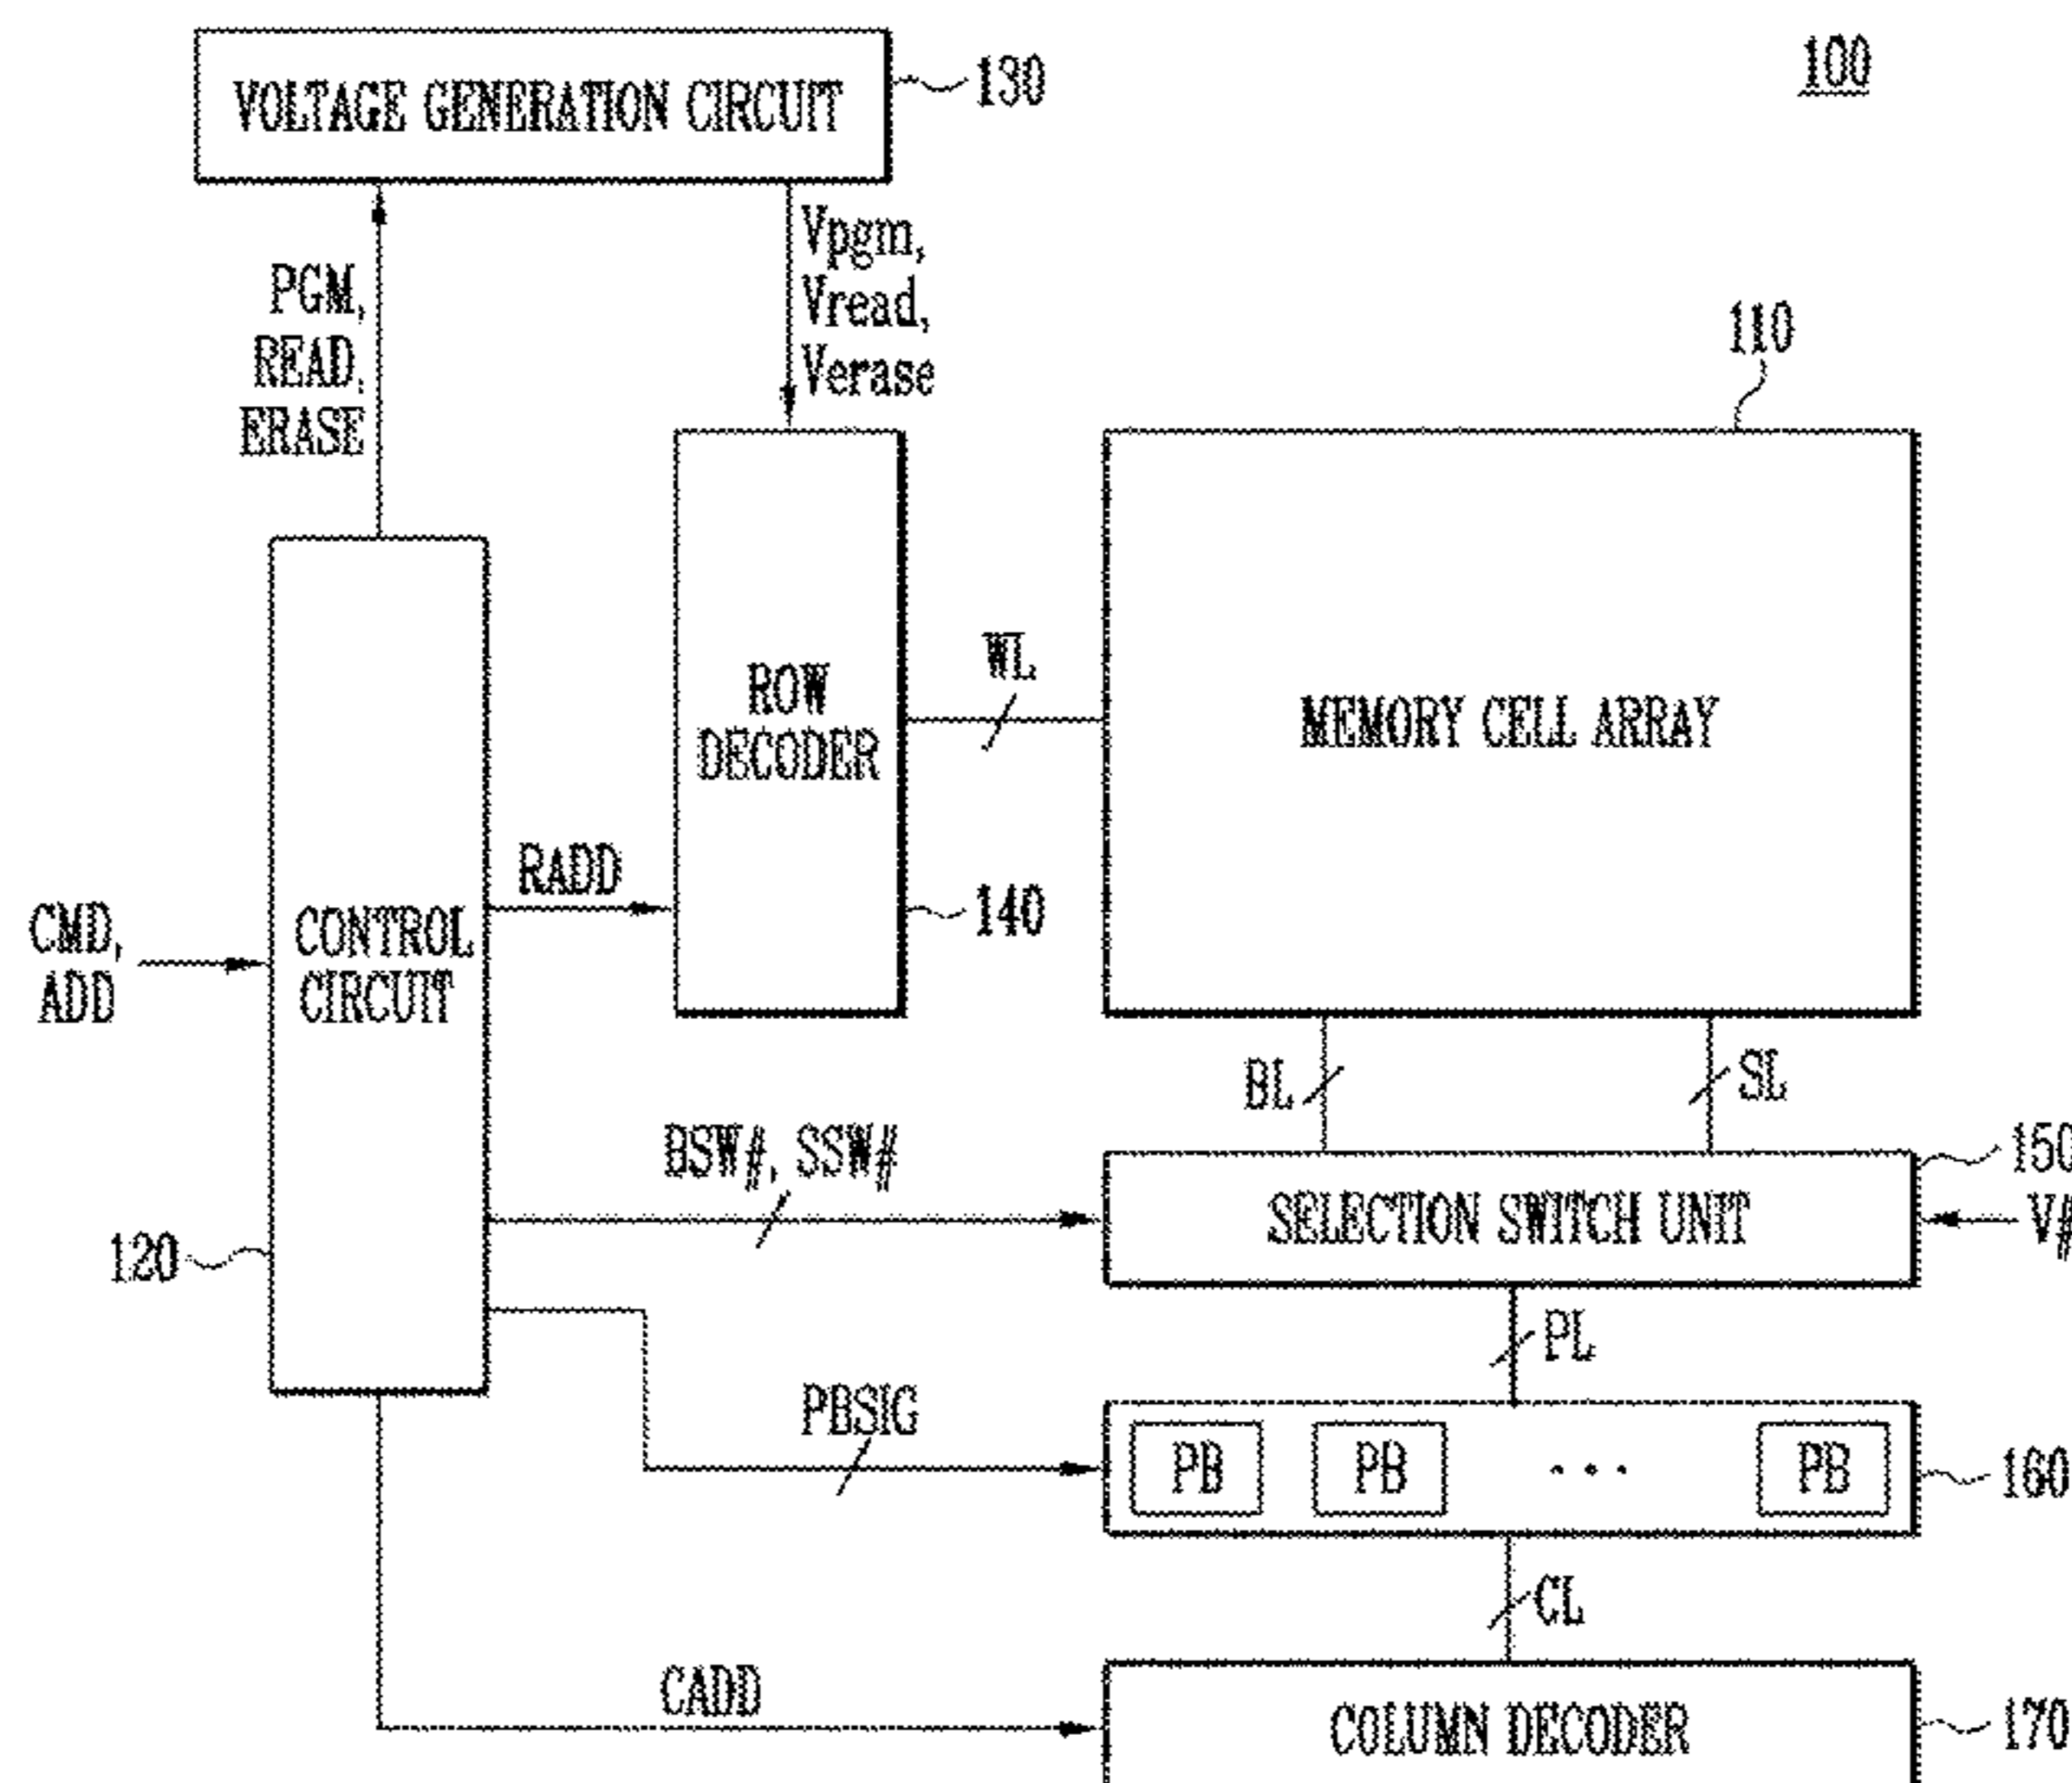 100
VOLTAGE GENERATION CIRCUIT
130
PGM,
READ,
ERASE
Vpgm,
Vread,
Verase
110
ROW
DECODER
WL
MEMORY CELL ARRAY
RADD
140
CMD,
ADD
CONTROL
CIRCUIT
BL
SL
BSW#, SSW#
150
SELECTION SWITCH UNIT
V#
120
PL
PBSIG
PB
PB
• • •
PB
160
CL
CADD
COLUMN DECODER
170